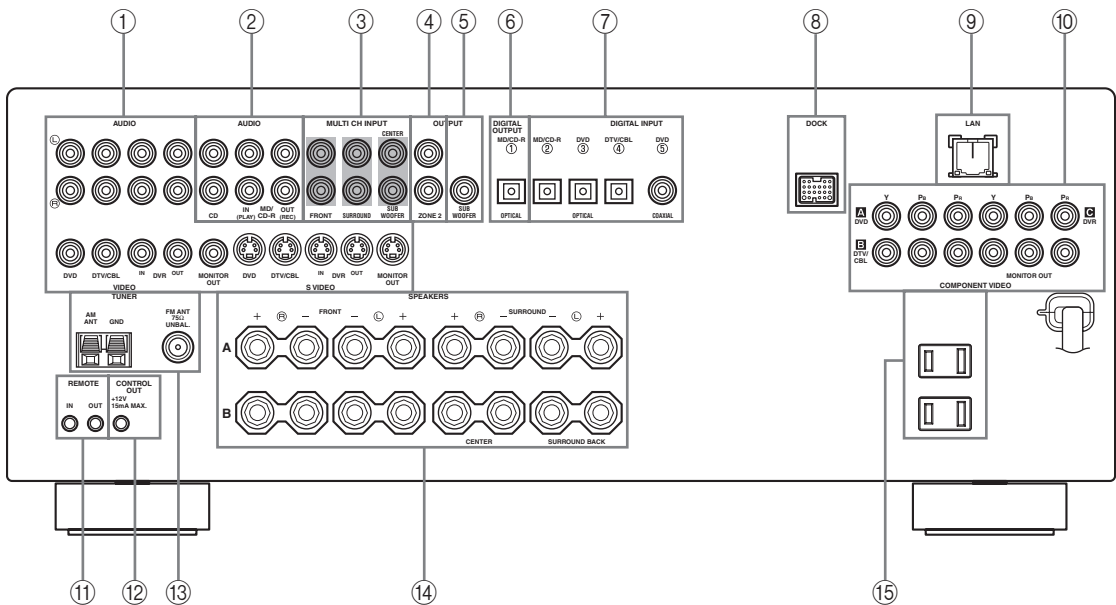 ① ② ③ ④ ⑤ ⑥ ⑦ ⑧ ⑨ ⑩
AUDIO
AUDIO
MULTI CH INPUT
CENTER
OUTPUT
DIGITAL
OUTPUT
DIGITAL INPUT
DOCK
LAN
Ⓛ
Ⓡ
MD/CD-R
①
MD/CD-R
②
DVD
③
DTV/CBL
④
DVD
⑤
CD
IN
(PLAY)
MD/
CD-R
OUT
(REC)
FRONT
SURROUND
SUB
WOOFER
ZONE 2
SUB
WOOFER
OPTICAL
OPTICAL
COAXIAL
Y PB PR Y PB PR
A
DVD
C
DVR
B
DTV/
CBL
MONITOR OUT
COMPONENT VIDEO
DVD
DTV/CBL
IN
DVR
OUT
MONITOR
OUT
DVD
DTV/CBL
IN
DVR
OUT
MONITOR
OUT
VIDEO
S VIDEO
TUNER
AM
ANT
GND
FM ANT
75Ω
UNBAL.
SPEAKERS
+ Ⓡ − FRONT − Ⓛ +
+ Ⓡ − SURROUND − Ⓛ +
A
B
CENTER
SURROUND BACK
REMOTE
IN OUT
CONTROL
OUT
+12V
15mA MAX.
⑪ ⑫ ⑬ ⑭ ⑮